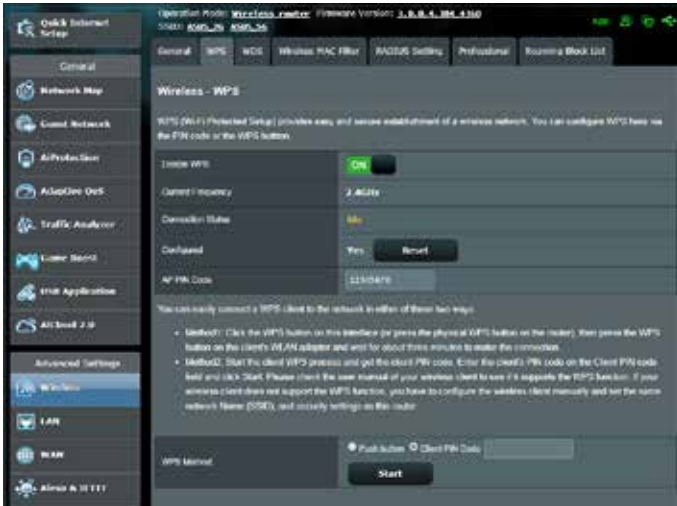 Quick Internet
Setup
Operation Mode: Wireless router Firmware Version: 3.0.0.4.384_4360
SSID: ASUS_2G ASUS_5G
App
General
WPS
WDS
Wireless MAC Filter
RADIUS Setting
Professional
Roaming Block List
General
Network Map
Guest Network
AiProtection
Adaptive QoS
Traffic Analyzer
Game Boost
USB Application
AiCloud 2.0
Advanced Settings
Wireless
LAN
WAN
Alexa & IFTTT
Wireless - WPS
WPS (Wi-Fi Protected Setup) provides easy and secure establishment of a wireless network. You can configure WPS here via
the PIN code or the WPS button.
Enable WPS
ON
Current Frequency
2.4GHz
Connection Status
Idle
Configured
Yes
Reset
AP PIN Code
12345670
You can easily connect a WPS client to the network in either of these two ways:
• Method1: Click the WPS button on this interface (or press the physical WPS button on the router), then press the WPS
button on the client's WLAN adapter and wait for about three minutes to make the connection.
• Method2: Start the client WPS process and get the client PIN code. Enter the client's PIN code on the Client PIN code
field and click Start. Please check the user manual of your wireless client to see if it supports the WPS function. If your
wireless client does not support the WPS function, you have to configure the wireless client manually and set the same
network Name (SSID), and security settings as this router.
WPS Method:
Push button
Client PIN Code
Start